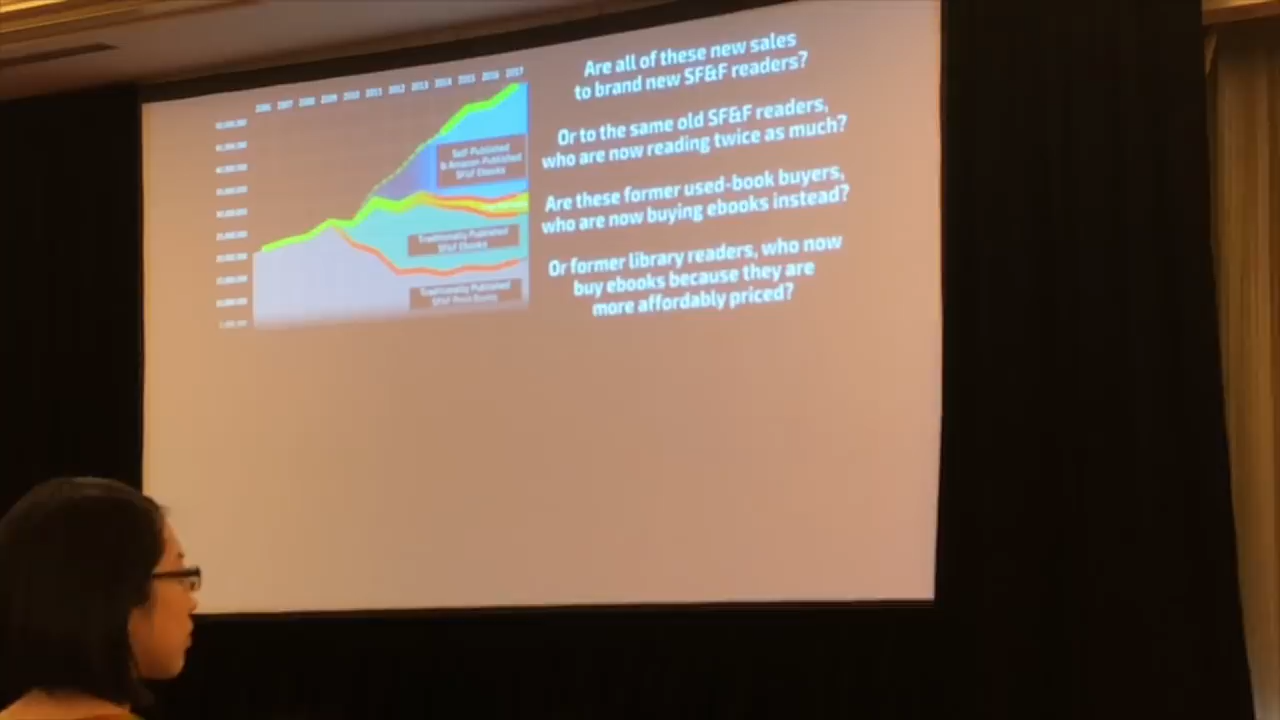 2006 2007 2008 2009 2010 2011 2012 2013 2014 2015 2016 2017
Self-Published
& Amazon-Published
SF&F Ebooks
Traditionally Published
SF&F Ebooks
Traditionally Published
SF&F Print Books
Are all of these new sales
to brand new SF&F readers?
Or to the same old SF&F readers,
who are now reading twice as much?
Are these former used-book buyers,
who are now buying ebooks instead?
Or former library readers, who now
buy ebooks because they are
more affordably priced?